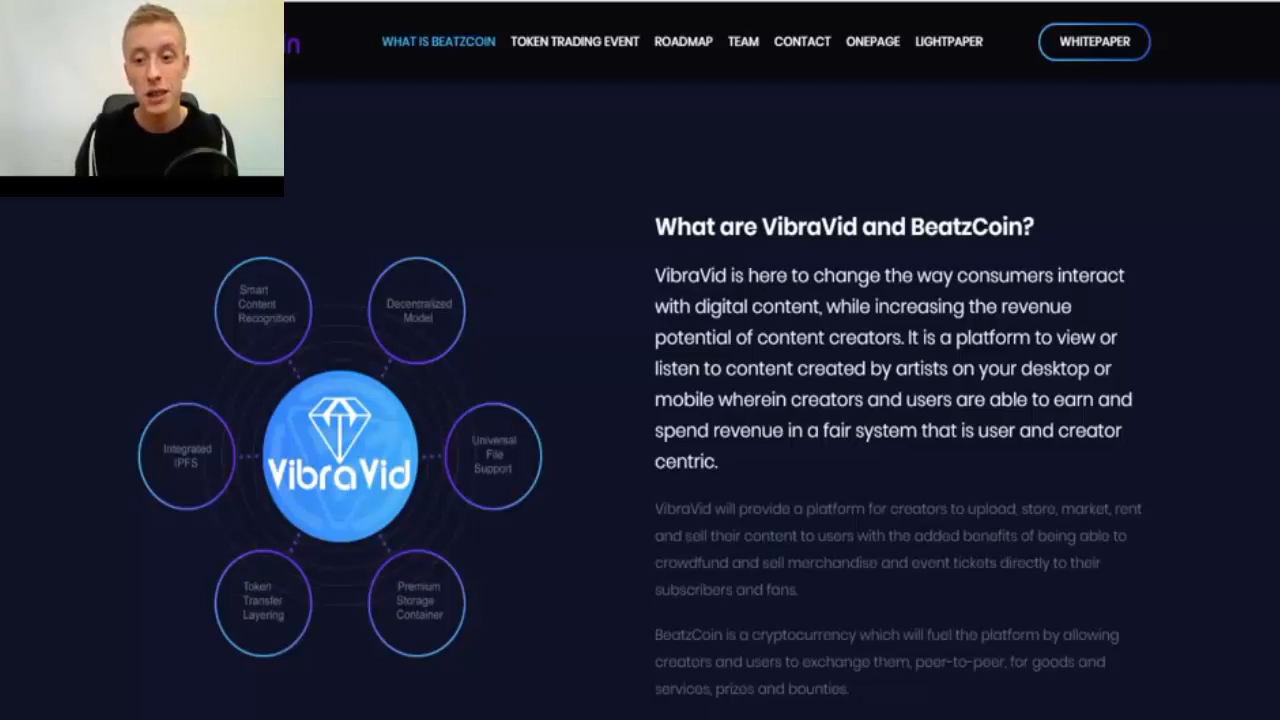 in
WHAT IS BEATZCOIN TOKEN TRADING EVENT ROADMAP TEAM CONTACT ONEPAGE LIGHTPAPER WHITEPAPER
What are VibraVid and BeatzCoin?
VibraVid is here to change the way consumers interact
with digital content, while increasing the revenue
potential of content creators. It is a platform to view or
listen to content created by artists on your desktop or
mobile wherein creators and users are able to earn and
spend revenue in a fair system that is user and creator
centric.
VibraVid will provide a platform for creators to upload, store, market, rent
and sell their content to users with the added benefits of being able to
crowdfund and sell merchandise and event tickets directly to their
subscribers and fans.
BeatzCoin is a cryptocurrency which will fuel the platform by allowing
creators and users to exchange them, peer-to-peer, for goods and
services, prizes and bounties.
Smart
Content
Recognition
Decentralized
Model
Integrated
IPFS
VibraVid
Universal
File
Support
Token
Transfer
Layering
Premium
Storage
Container